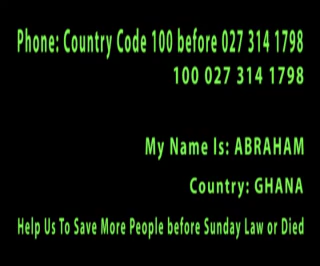 Phone: Country Code 100 before 027 314 1798
100 027 314 1798
My Name Is: ABRAHAM
Country: GHANA
Help Us To Save More People before Sunday Law or Died